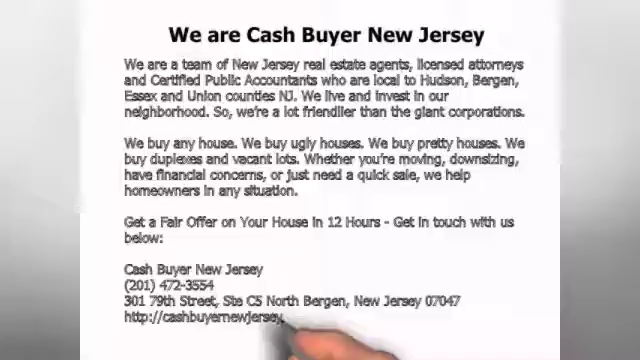 We are Cash Buyer New Jersey
We are a team of New Jersey real estate agents, licensed attorneys
and Certified Public Accountants who are local to Hudson, Bergen,
Essex and Union counties NJ. We live and invest in our
neighborhood. So, we're a lot friendlier than the giant corporations.
We buy any house. We buy ugly houses. We buy pretty houses. We
buy duplexes and vacant lots. Whether you're moving, downsizing,
have financial concerns, or just need a quick sale, we help
homeowners in any situation.
Get a Fair Offer on Your House in 12 Hours - Get in touch with us
below:
Cash Buyer New Jersey
(201) 472-3554
301 79th Street, Ste C5 North Bergen, New Jersey 07047
http://cashbuyernewjersey.